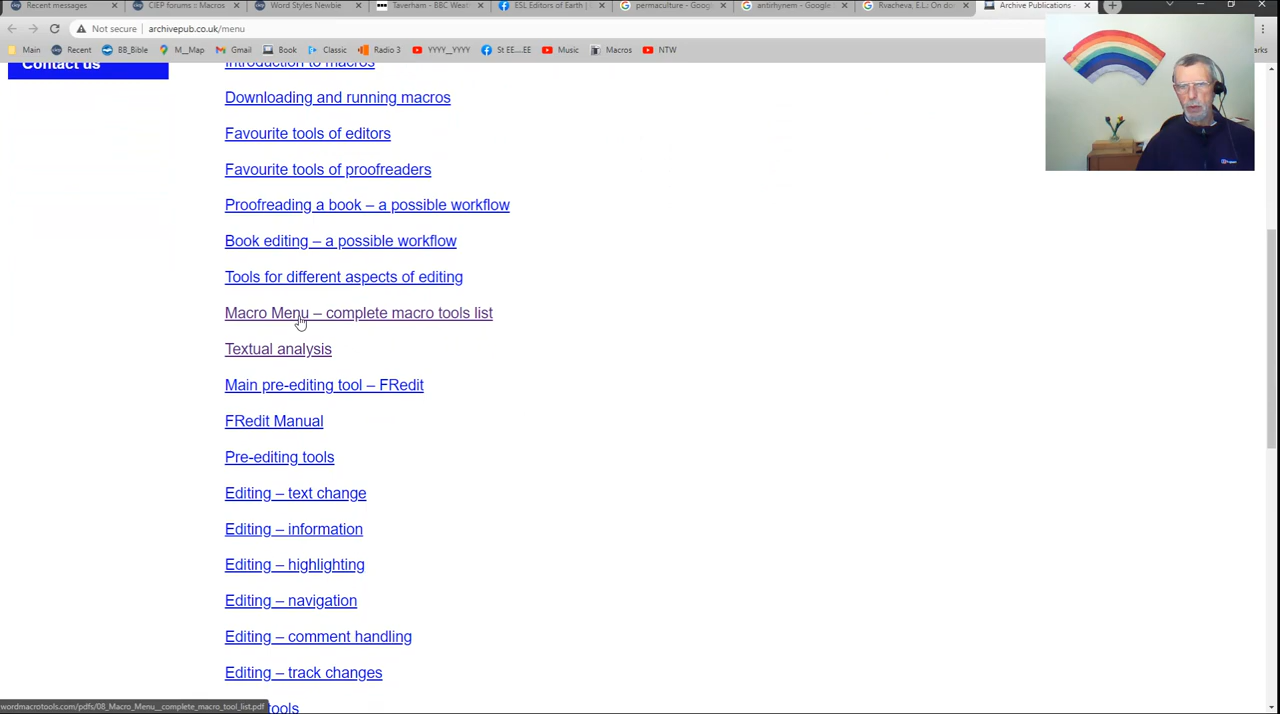 Recent messages
CIEP forums :: Macros
Word Styles Newbie
Taverham - BBC Weat
ESL Editors of Earth |
permaculture - Googl
antirhynem - Google
Rvacheva, E.L.: On do
Archive Publications -
Not secure archivepub.co.uk/menu
Main Recent BB_Bible M__Map Gmail Book Classic Radio 3 YYYY__YYYY St EE....EE Music Macros NTW
Contact us
Introduction to macros
Downloading and running macros
Favourite tools of editors
Favourite tools of proofreaders
Proofreading a book – a possible workflow
Book editing – a possible workflow
Tools for different aspects of editing
Macro Menu – complete macro tools list
Textual analysis
Main pre-editing tool – FRedit
FRedit Manual
Pre-editing tools
Editing – text change
Editing – information
Editing – highlighting
Editing – navigation
Editing – comment handling
Editing – track changes
tools
wordmacrotools.com/pdfs/08_Macro_Menu__complete_macro_tool_list.pdf